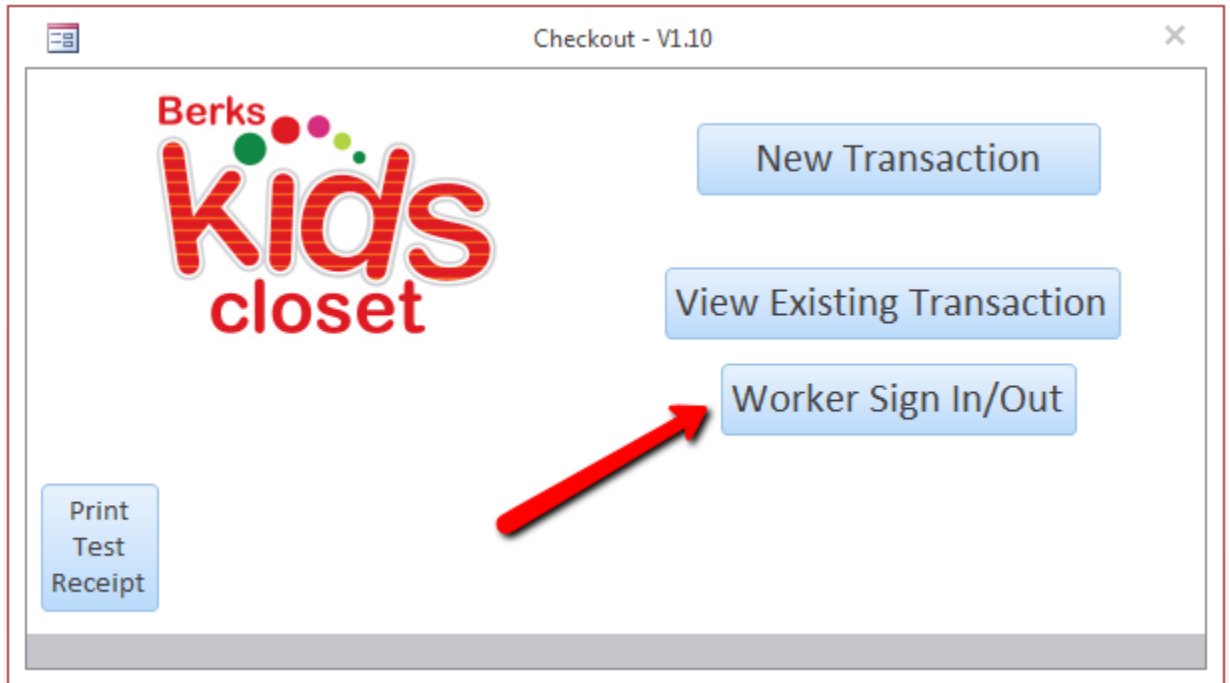 Checkout - V1.10
Berks
kids
closet
New Transaction
View Existing Transaction
Worker Sign In/Out
Print
Test
Receipt